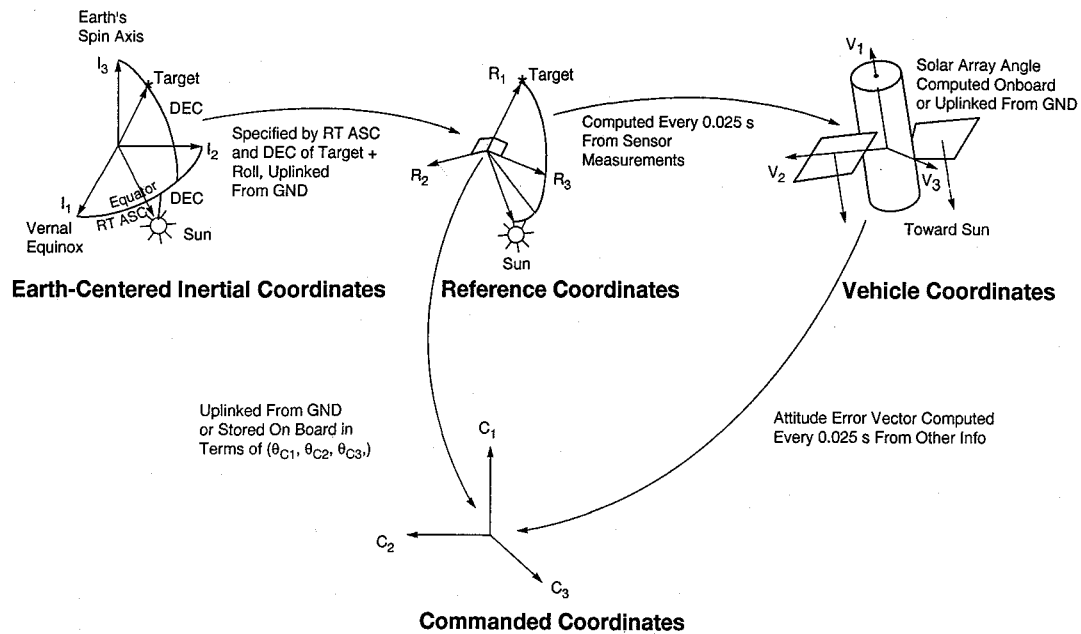 Earth's
Spin Axis
I3
Target
DEC
I2
Equator
DEC
I1
RT ASC
Vernal
Equinox
Sun
Specified by RT ASC
and DEC of Target +
Roll, Uplinked
From GND
Earth-Centered Inertial Coordinates
R1
Target
R2
R3
Sun
Reference Coordinates
Computed Every 0.025 s
From Sensor
Measurements
V1
Solar Array Angle
Computed Onboard
or Uplinked From GND
V2
V3
Toward Sun
Vehicle Coordinates
Uplinked From GND
or Stored On Board in
Terms of (θC1, θC2, θC3,)
Attitude Error Vector Computed
Every 0.025 s From Other Info
C1
C2
C3
Commanded Coordinates